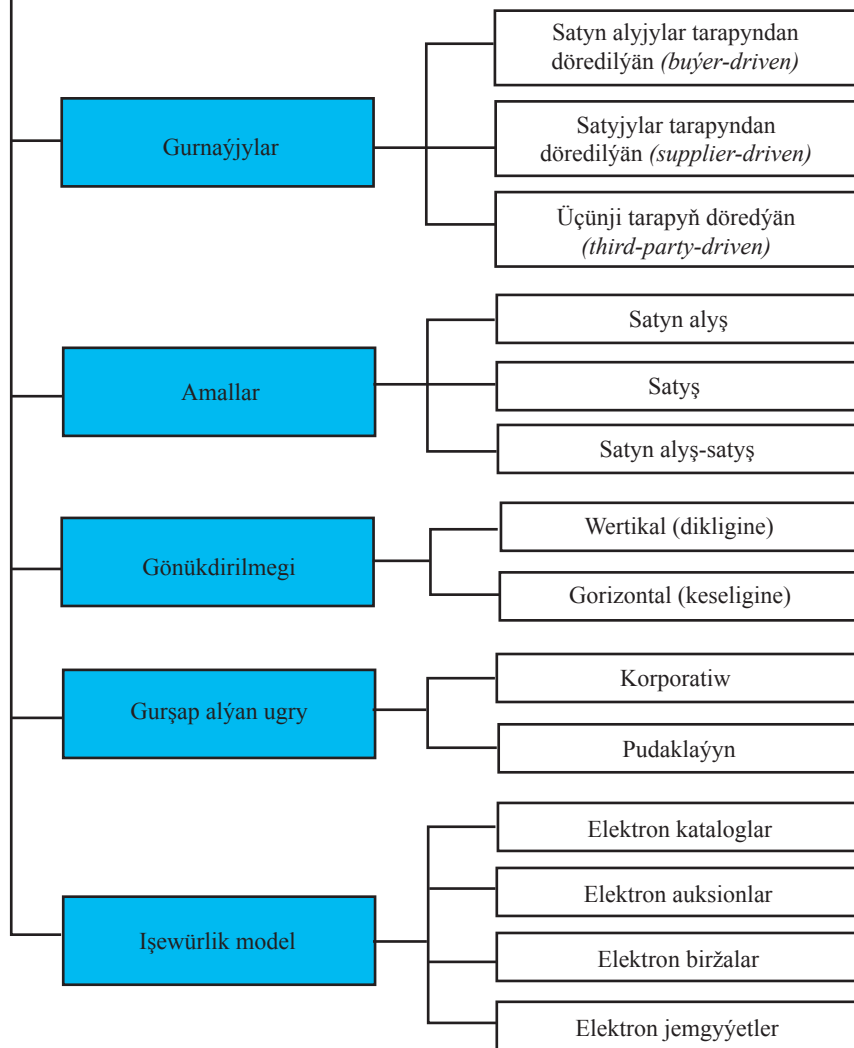 Gurnaýjylar
Satyn alyjylar tarapyndan
döredilýän (buýer-driven)
Satyjylar tarapyndan
döredilýän (supplier-driven)
Üçünji tarapyň döredýän
(third-party-driven)
Amallar
Satyn alyş
Satyş
Satyn alyş-satyş
Gönükdirilmegi
Wertikal (dikligine)
Gorizontal (keseligine)
Gurşap alýan ugry
Korporatiw
Pudaklaýyn
Işewürlik model
Elektron kataloglar
Elektron auksionlar
Elektron biržalar
Elektron jemgyýetler